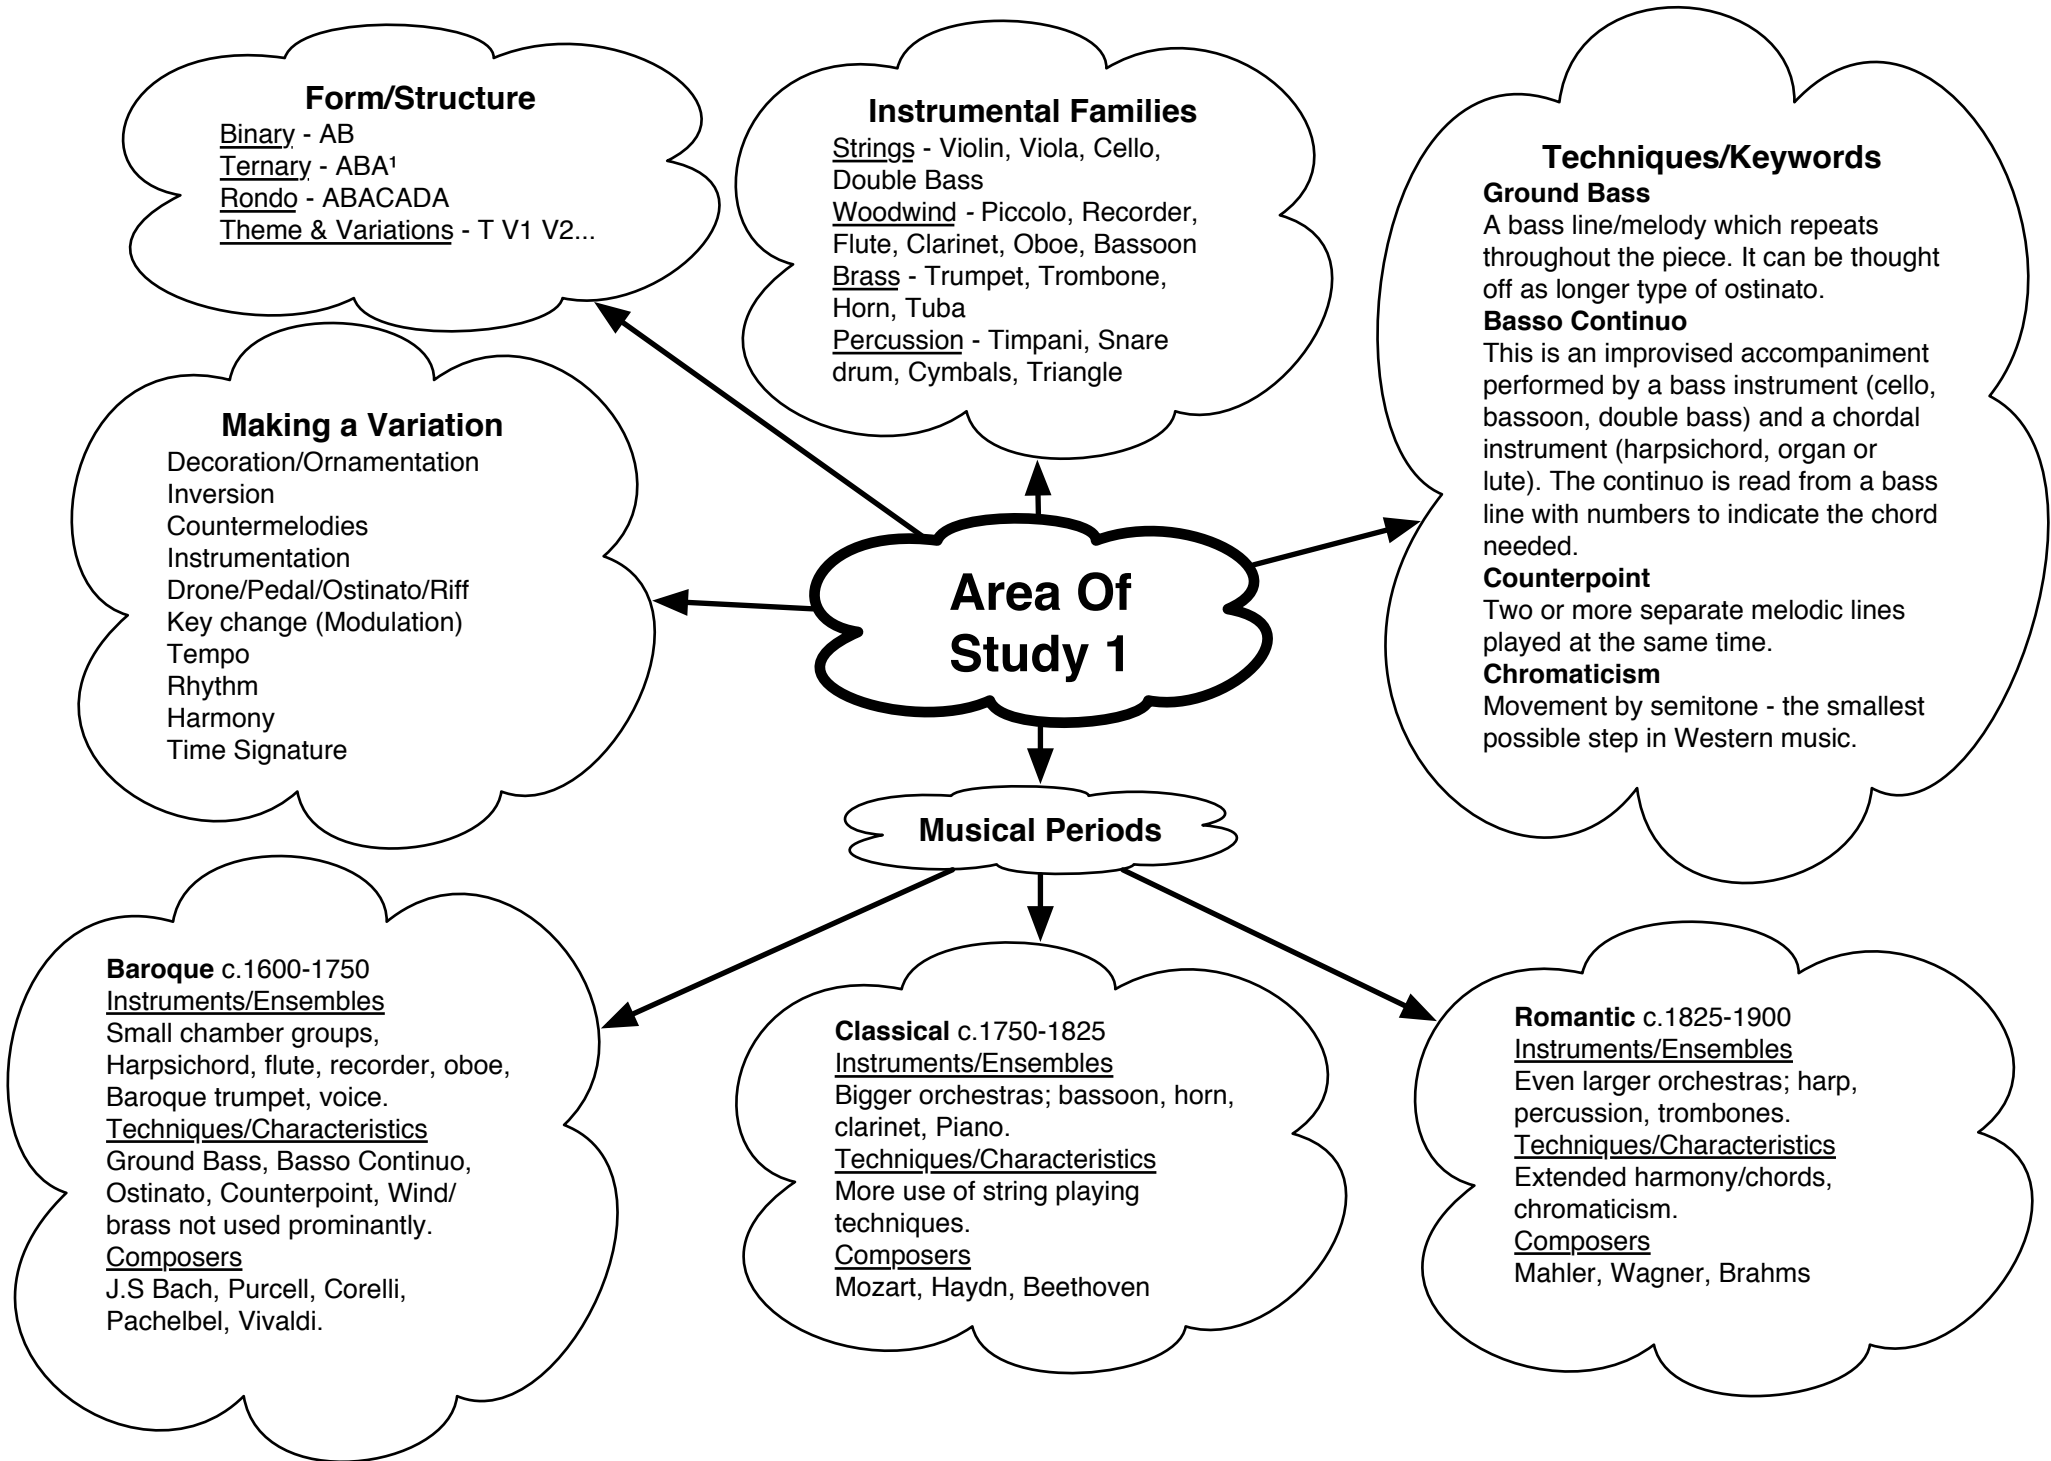 Form/Structure
Binary - AB
Ternary - ABA¹
Rondo - ABACADA
Theme & Variations - T V1 V2...
Instrumental Families
Strings - Violin, Viola, Cello,
Double Bass
Woodwind - Piccolo, Recorder,
Flute, Clarinet, Oboe, Bassoon
Brass - Trumpet, Trombone,
Horn, Tuba
Percussion - Timpani, Snare
drum, Cymbals, Triangle
Techniques/Keywords
Ground Bass
A bass line/melody which repeats
throughout the piece. It can be thought
off as longer type of ostinato.
Basso Continuo
This is an improvised accompaniment
performed by a bass instrument (cello,
bassoon, double bass) and a chordal
instrument (harpsichord, organ or
lute). The continuo is read from a bass
line with numbers to indicate the chord
needed.
Counterpoint
Two or more separate melodic lines
played at the same time.
Chromaticism
Movement by semitone - the smallest
possible step in Western music.
Making a Variation
Decoration/Ornamentation
Inversion
Countermelodies
Instrumentation
Drone/Pedal/Ostinato/Riff
Key change (Modulation)
Tempo
Rhythm
Harmony
Time Signature
Area Of
Study 1
Musical Periods
Baroque c.1600-1750
Instruments/Ensembles
Small chamber groups,
Harpsichord, flute, recorder, oboe,
Baroque trumpet, voice.
Techniques/Characteristics
Ground Bass, Basso Continuo,
Ostinato, Counterpoint, Wind/
brass not used prominantly.
Composers
J.S Bach, Purcell, Corelli,
Pachelbel, Vivaldi.
Classical c.1750-1825
Instruments/Ensembles
Bigger orchestras; bassoon, horn,
clarinet, Piano.
Techniques/Characteristics
More use of string playing
techniques.
Composers
Mozart, Haydn, Beethoven
Romantic c.1825-1900
Instruments/Ensembles
Even larger orchestras; harp,
percussion, trombones.
Techniques/Characteristics
Extended harmony/chords,
chromaticism.
Composers
Mahler, Wagner, Brahms